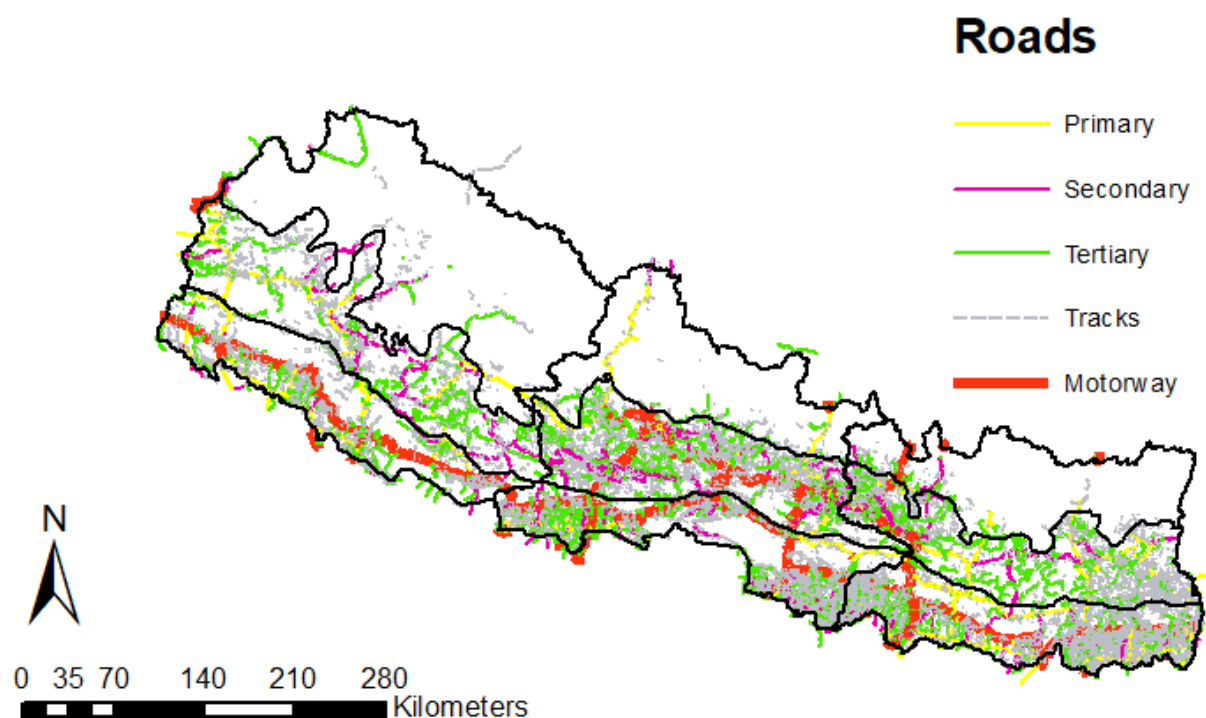 Roads
Primary
Secondary
Tertiary
Tracks
Motorway
N
0 35 70 140 210 280
Kilometers